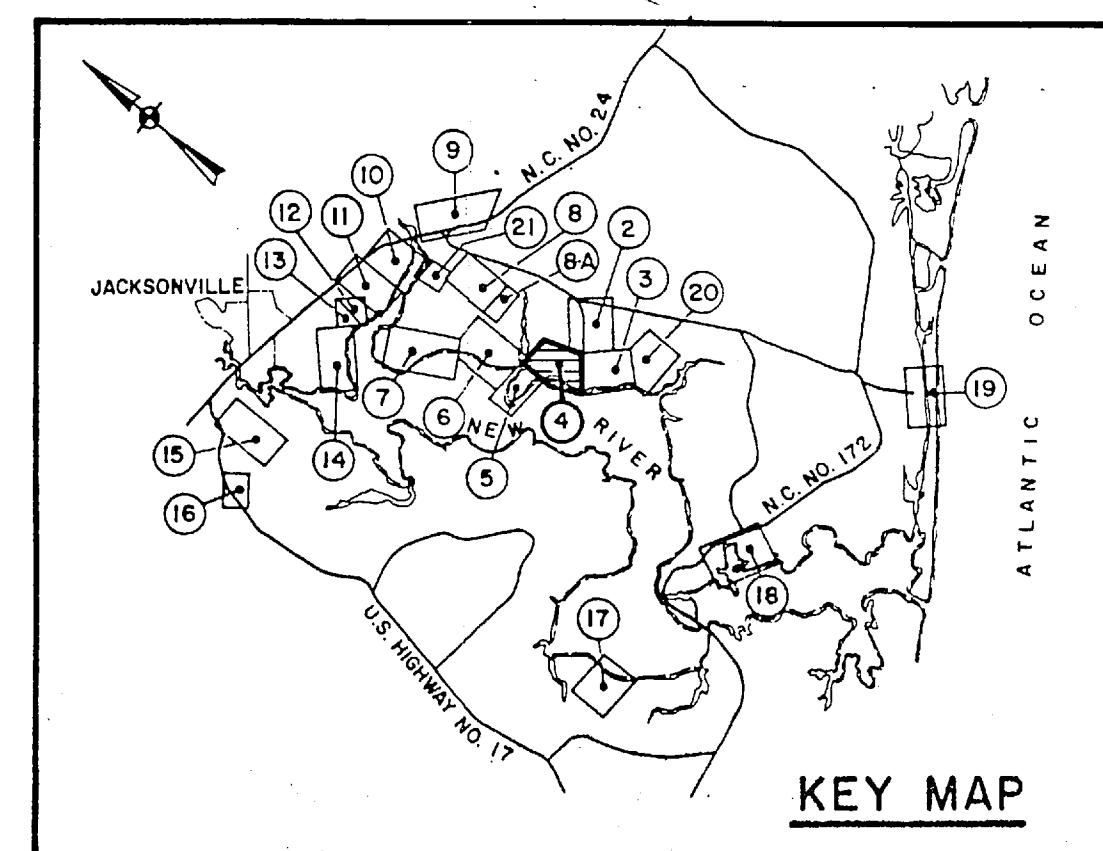 N.C. NO. 24
9
10
12
11
21
8
2
13
8-A
3
20
JACKSONVILLE
ATLANTIC OCEAN
19
7
6
4
NEW RIVER
15
14
5
16
N.C. NO. 172
18
17
U.S. HIGHWAY NO. 17
KEY MAP